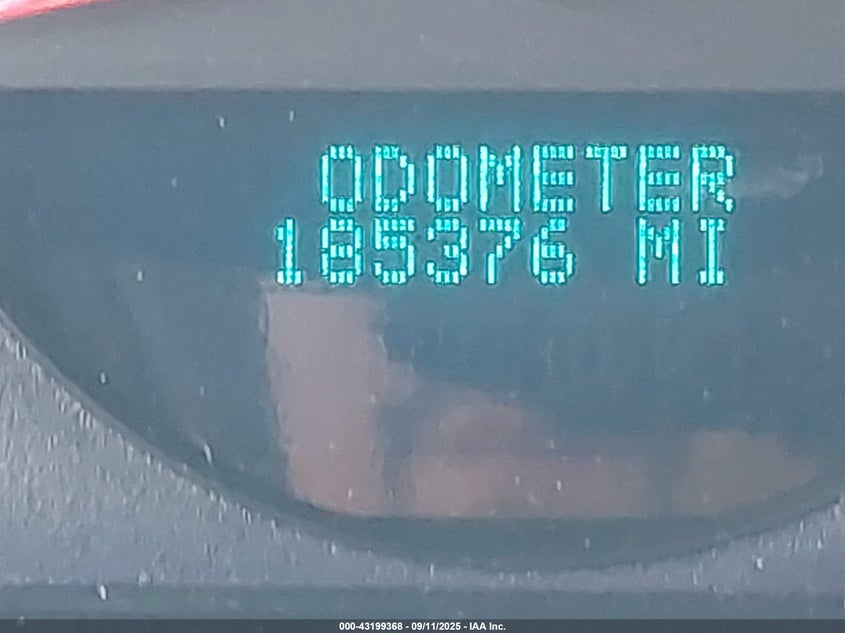 ODOMETER
185376 MI
000-43199368 - 09/11/2025 - IAA Inc.